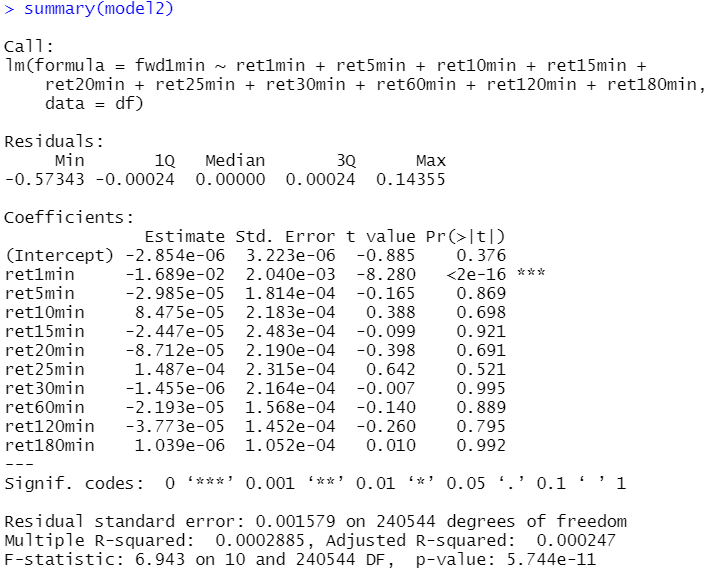 > summary(model2)
Call:
lm(formula = fwd1min ~ ret1min + ret5min + ret10min + ret15min +
    ret20min + ret25min + ret30min + ret60min + ret120min + ret180min,
    data = df)
Residuals:
     Min       1Q   Median       3Q      Max
-0.57343 -0.00024  0.00000  0.00024  0.14355
Coefficients:
              Estimate Std. Error t value Pr(>|t|)
(Intercept) -2.854e-06  3.223e-06  -0.885    0.376
ret1min     -1.689e-02  2.040e-03  -8.280   <2e-16 ***
ret5min     -2.985e-05  1.814e-04  -0.165    0.869
ret10min     8.475e-05  2.183e-04   0.388    0.698
ret15min    -2.447e-05  2.483e-04  -0.099    0.921
ret20min    -8.712e-05  2.190e-04  -0.398    0.691
ret25min     1.487e-04  2.315e-04   0.642    0.521
ret30min    -1.455e-06  2.164e-04  -0.007    0.995
ret60min    -2.193e-05  1.568e-04  -0.140    0.889
ret120min   -3.773e-05  1.452e-04  -0.260    0.795
ret180min    1.039e-06  1.052e-04   0.010    0.992
---
Signif. codes:  0 ‘***’ 0.001 ‘**’ 0.01 ‘*’ 0.05 ‘.’ 0.1 ‘ ’ 1
Residual standard error: 0.001579 on 240544 degrees of freedom
Multiple R-squared:  0.0002885, Adjusted R-squared:  0.000247
F-statistic: 6.943 on 10 and 240544 DF,  p-value: 5.744e-11